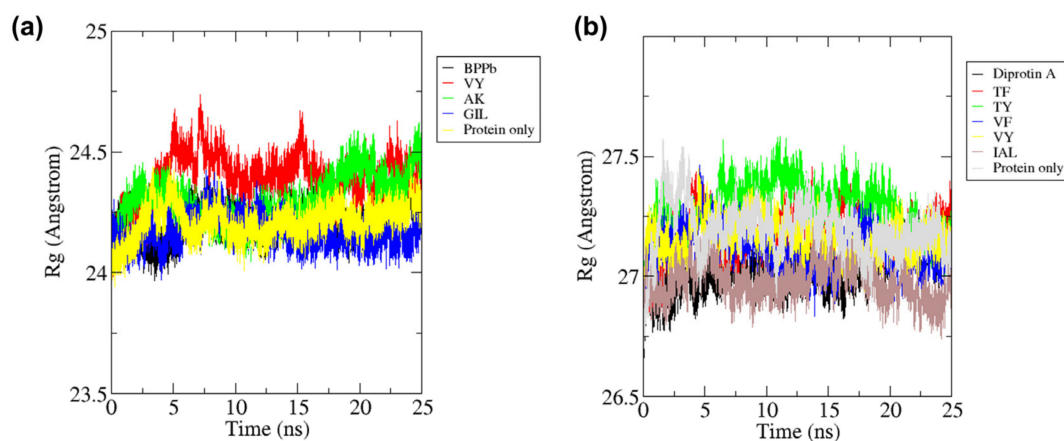 (a)
25
24.5
24
23.5
Rg (Angstrom)
0 5 10 15 20 25
Time (ns)
BPPb
VY
AK
GIL
Protein only
(b)
27.5
27
26.5
Rg (Angstrom)
0 5 10 15 20 25
Time (ns)
Diprotin A
TF
TY
VF
VY
IAL
Protein only